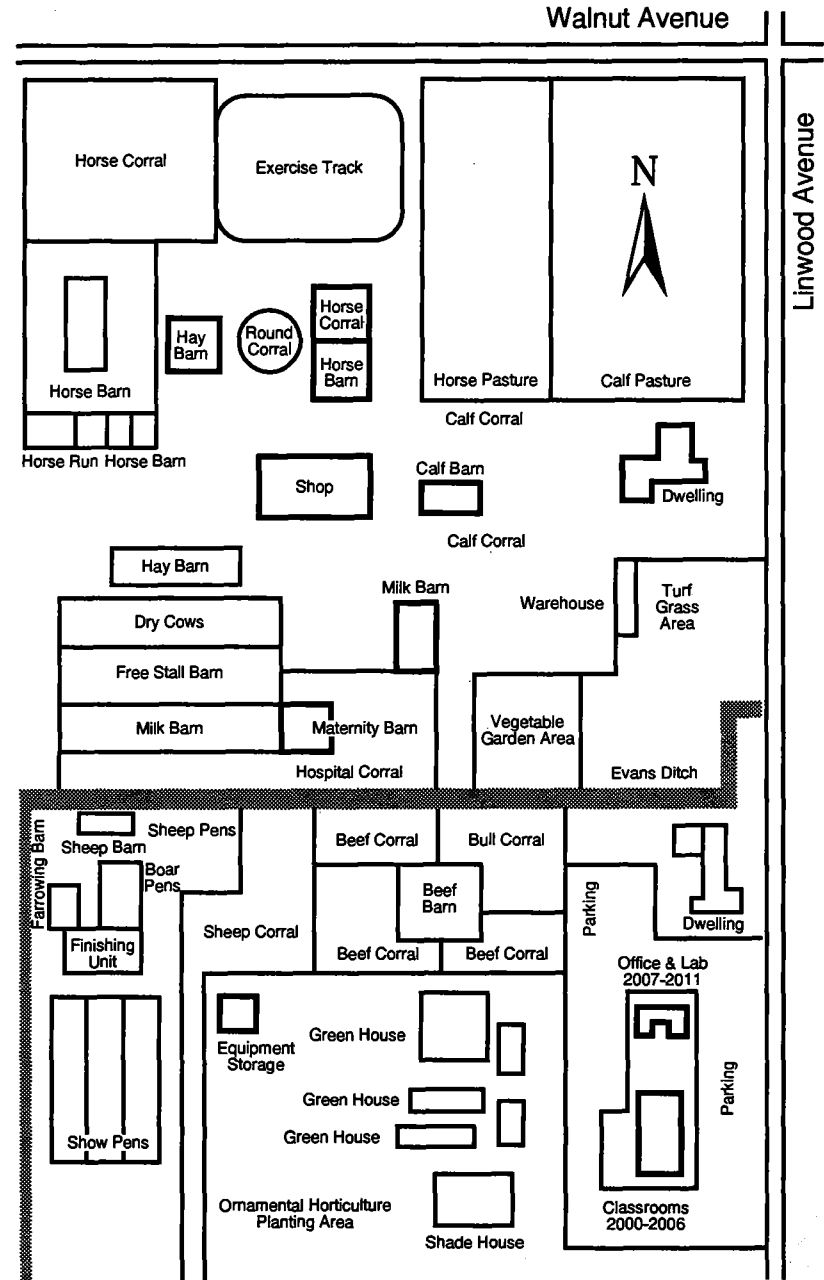 Walnut Avenue
Linwood Avenue
Horse Corral
Exercise Track
N
Hay
Barn
Round
Corral
Horse
Corral
Horse
Barn
Horse Barn
Horse Pasture
Calf Pasture
Calf Corral
Horse Run
Horse Barn
Shop
Calf Barn
Dwelling
Calf Corral
Hay Barn
Milk Barn
Warehouse
Turf
Grass
Area
Dry Cows
Free Stall Barn
Milk Barn
Maternity Barn
Vegetable
Garden Area
Hospital Corral
Evans Ditch
Farrowing Barn
Sheep Barn
Sheep Pens
Boar
Pens
Beef Corral
Bull Corral
Beef
Barn
Parking
Dwelling
Finishing
Unit
Sheep Corral
Beef Corral
Beef Corral
Office & Lab
2007-2011
Equipment
Storage
Green House
Green House
Green House
Parking
Show Pens
Ornamental Horticulture
Planting Area
Shade House
Classrooms
2000-2006